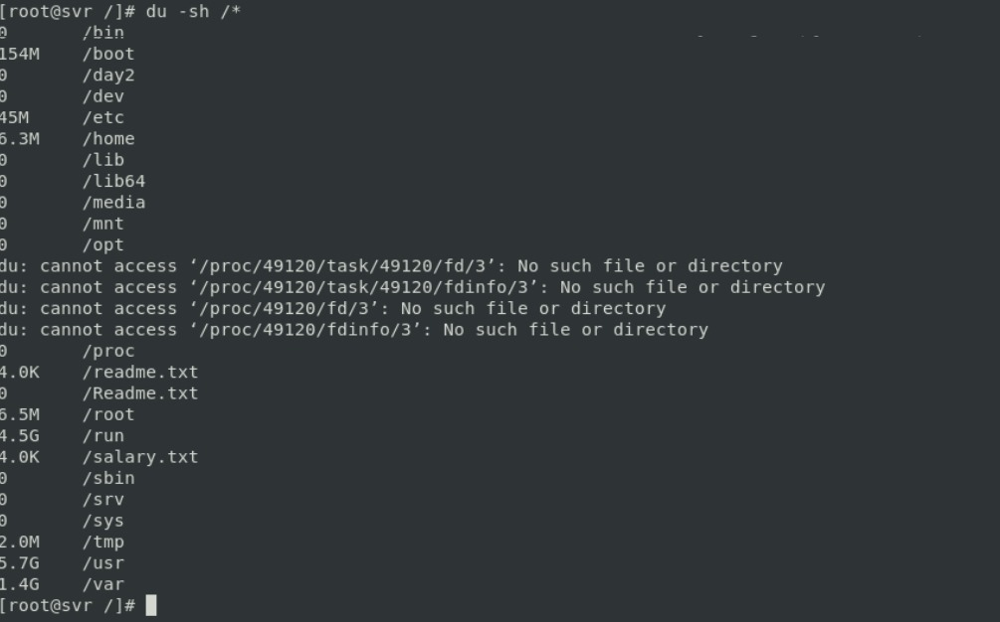 [root@svr /]# du -sh /*
0 /bin
154M /boot
0 /day2
0 /dev
45M /etc
6.3M /home
0 /lib
0 /lib64
0 /media
0 /mnt
0 /opt
du: cannot access ‘/proc/49120/task/49120/fd/3’: No such file or directory
du: cannot access ‘/proc/49120/task/49120/fdinfo/3’: No such file or directory
du: cannot access ‘/proc/49120/fd/3’: No such file or directory
du: cannot access ‘/proc/49120/fdinfo/3’: No such file or directory
0 /proc
4.0K /readme.txt
0 /Readme.txt
6.5M /root
4.5G /run
4.0K /salary.txt
0 /sbin
0 /srv
0 /sys
2.0M /tmp
5.7G /usr
1.4G /var
[root@svr /]#